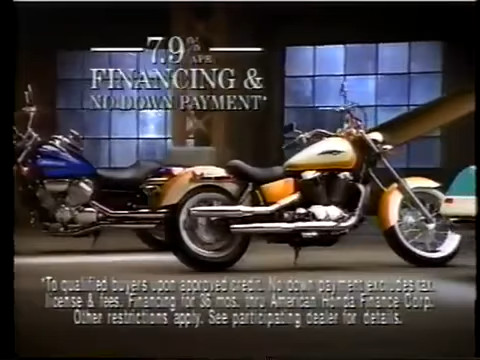 7.9% APR
FINANCING &
NO DOWN PAYMENT*
*To qualified buyers upon approved credit. No down payment excludes tax,
license & fees. Financing for 36 mos. thru American Honda Finance Corp.
Other restrictions apply. See participating dealer for details.